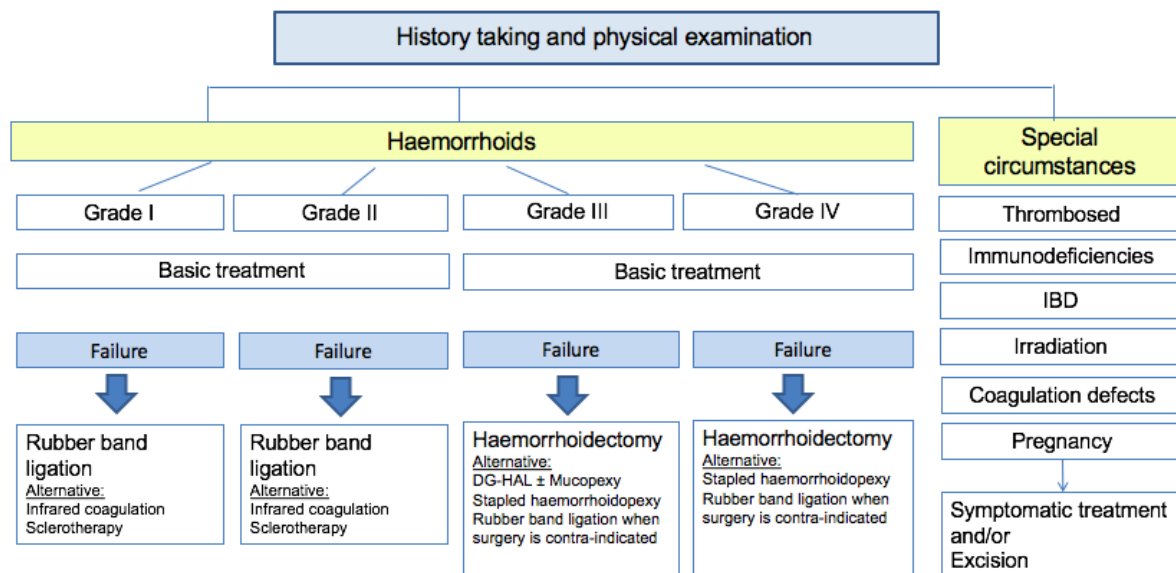 History taking and physical examination
Haemorrhoids
Special
circumstances
Grade I
Grade II
Grade III
Grade IV
Thrombosed
Basic treatment
Basic treatment
Immunodeficiencies
IBD
Failure
Failure
Failure
Failure
Irradiation
Coagulation defects
Pregnancy
Rubber band
ligation
Alternative:
Infrared coagulation
Sclerotherapy
Rubber band
ligation
Alternative:
Infrared coagulation
Sclerotherapy
Haemorrhoidectomy
Alternative:
DG-HAL ± Mucopexy
Stapled haemorrhoidopexy
Rubber band ligation when
surgery is contra-indicated
Haemorrhoidectomy
Alternative:
Stapled haemorrhoidopexy
Rubber band ligation when
surgery is contra-indicated
Symptomatic treatment
and/or
Excision